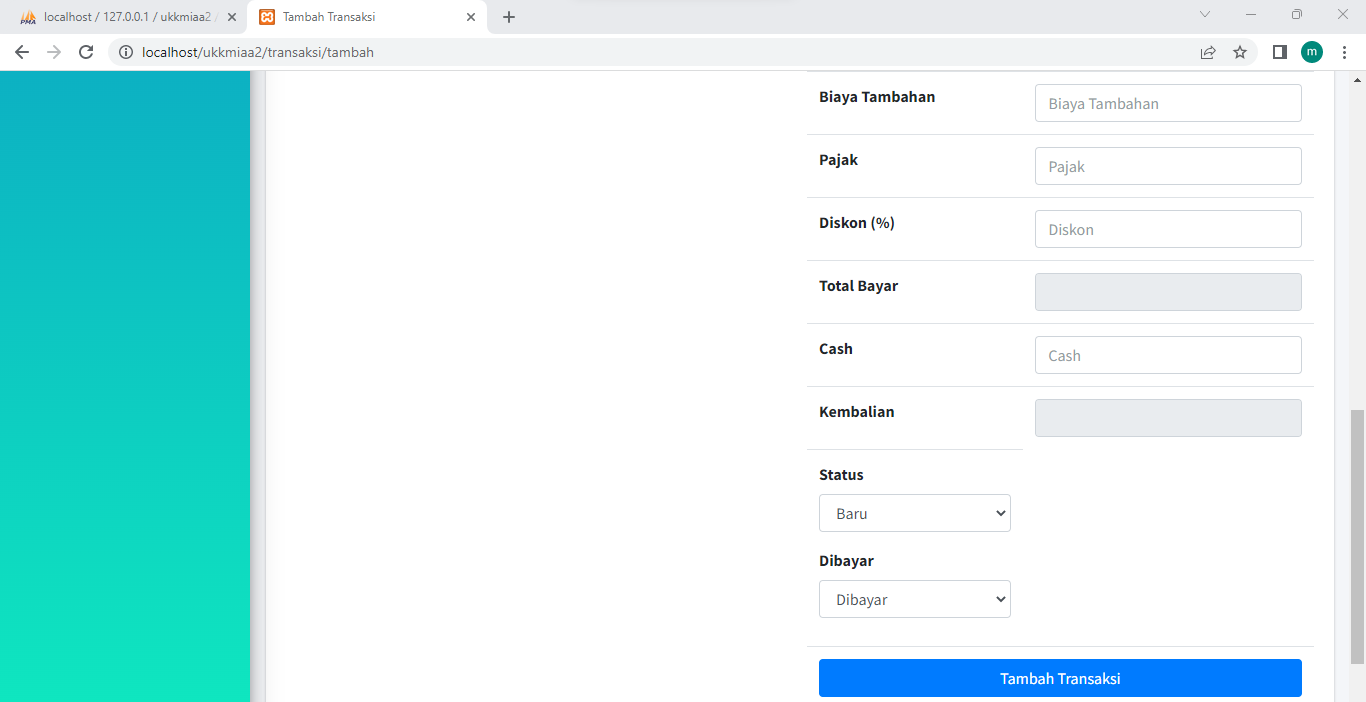 localhost / 127.0.0.1 / ukkmiaa2 /
Tambah Transaksi
localhost/ukkmiaa2/transaksi/tambah
m
Biaya Tambahan
Biaya Tambahan
Pajak
Pajak
Diskon (%)
Diskon
Total Bayar
Cash
Cash
Kembalian
Status
Baru
Dibayar
Dibayar
Tambah Transaksi